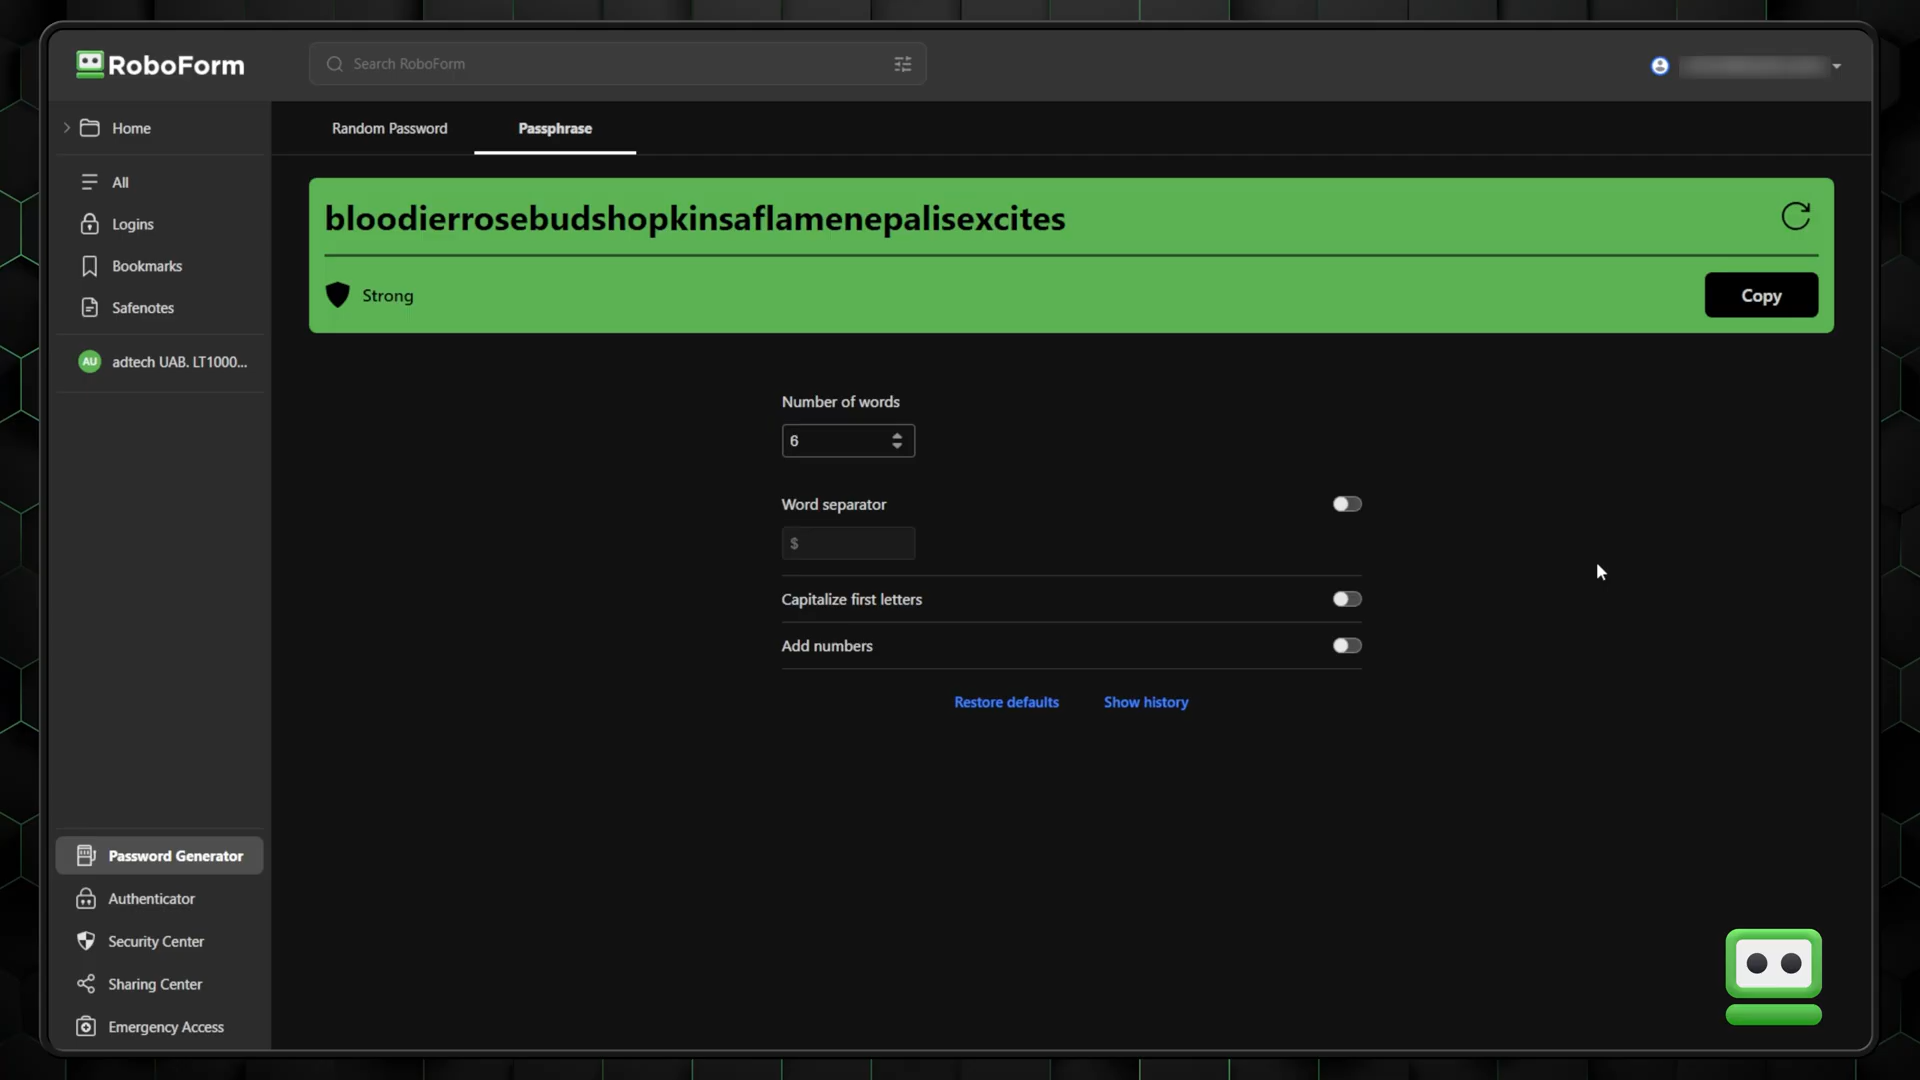 RoboForm
Search RoboForm
Home
All
Logins
Bookmarks
Safenotes
AU adtech UAB. LT1000...
Password Generator
Authenticator
Security Center
Sharing Center
Emergency Access
Random Password Passphrase
bloodierrosebudshopkinsaflamenepalisexcites
Strong Copy
Number of words
6
Word separator
$
Capitalize first letters
Add numbers
Restore defaults Show history